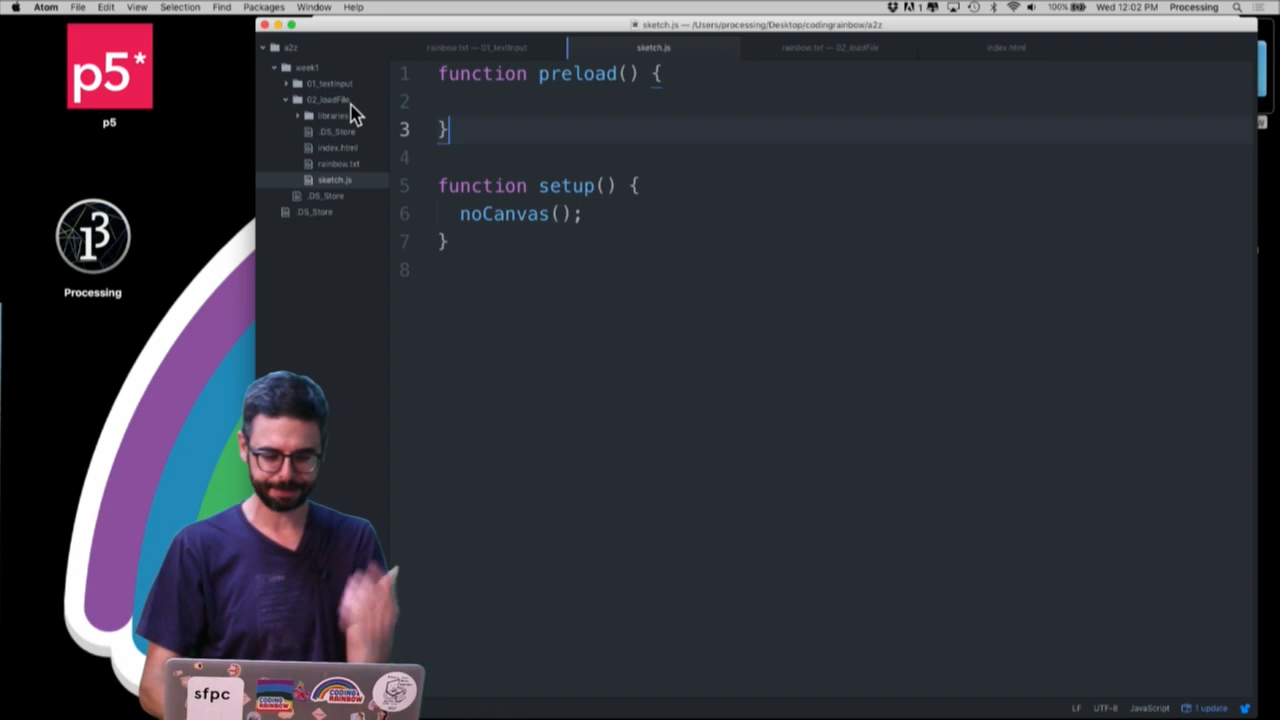 Atom File Edit View Selection Find Packages Window Help
1 100% Wed 12:02 PM Processing
sketch.js — /Users/processing/Desktop/codingrainbow/a2z
a2z
rainbow.txt — 01_textInput
sketch.js
rainbow.txt — 02_loadFile
index.html
week1
01_textInput
02_loadFile
libraries
.DS_Store
index.html
rainbow.txt
sketch.js
.DS_Store
.DS_Store
1 function preload() {
2
3 }
4
5 function setup() {
6 noCanvas();
7 }
8
p5*
p5
Processing
sfpc
CODING RAINBOW
CODING RAINBOW
LF UTF-8 JavaScript 1 update